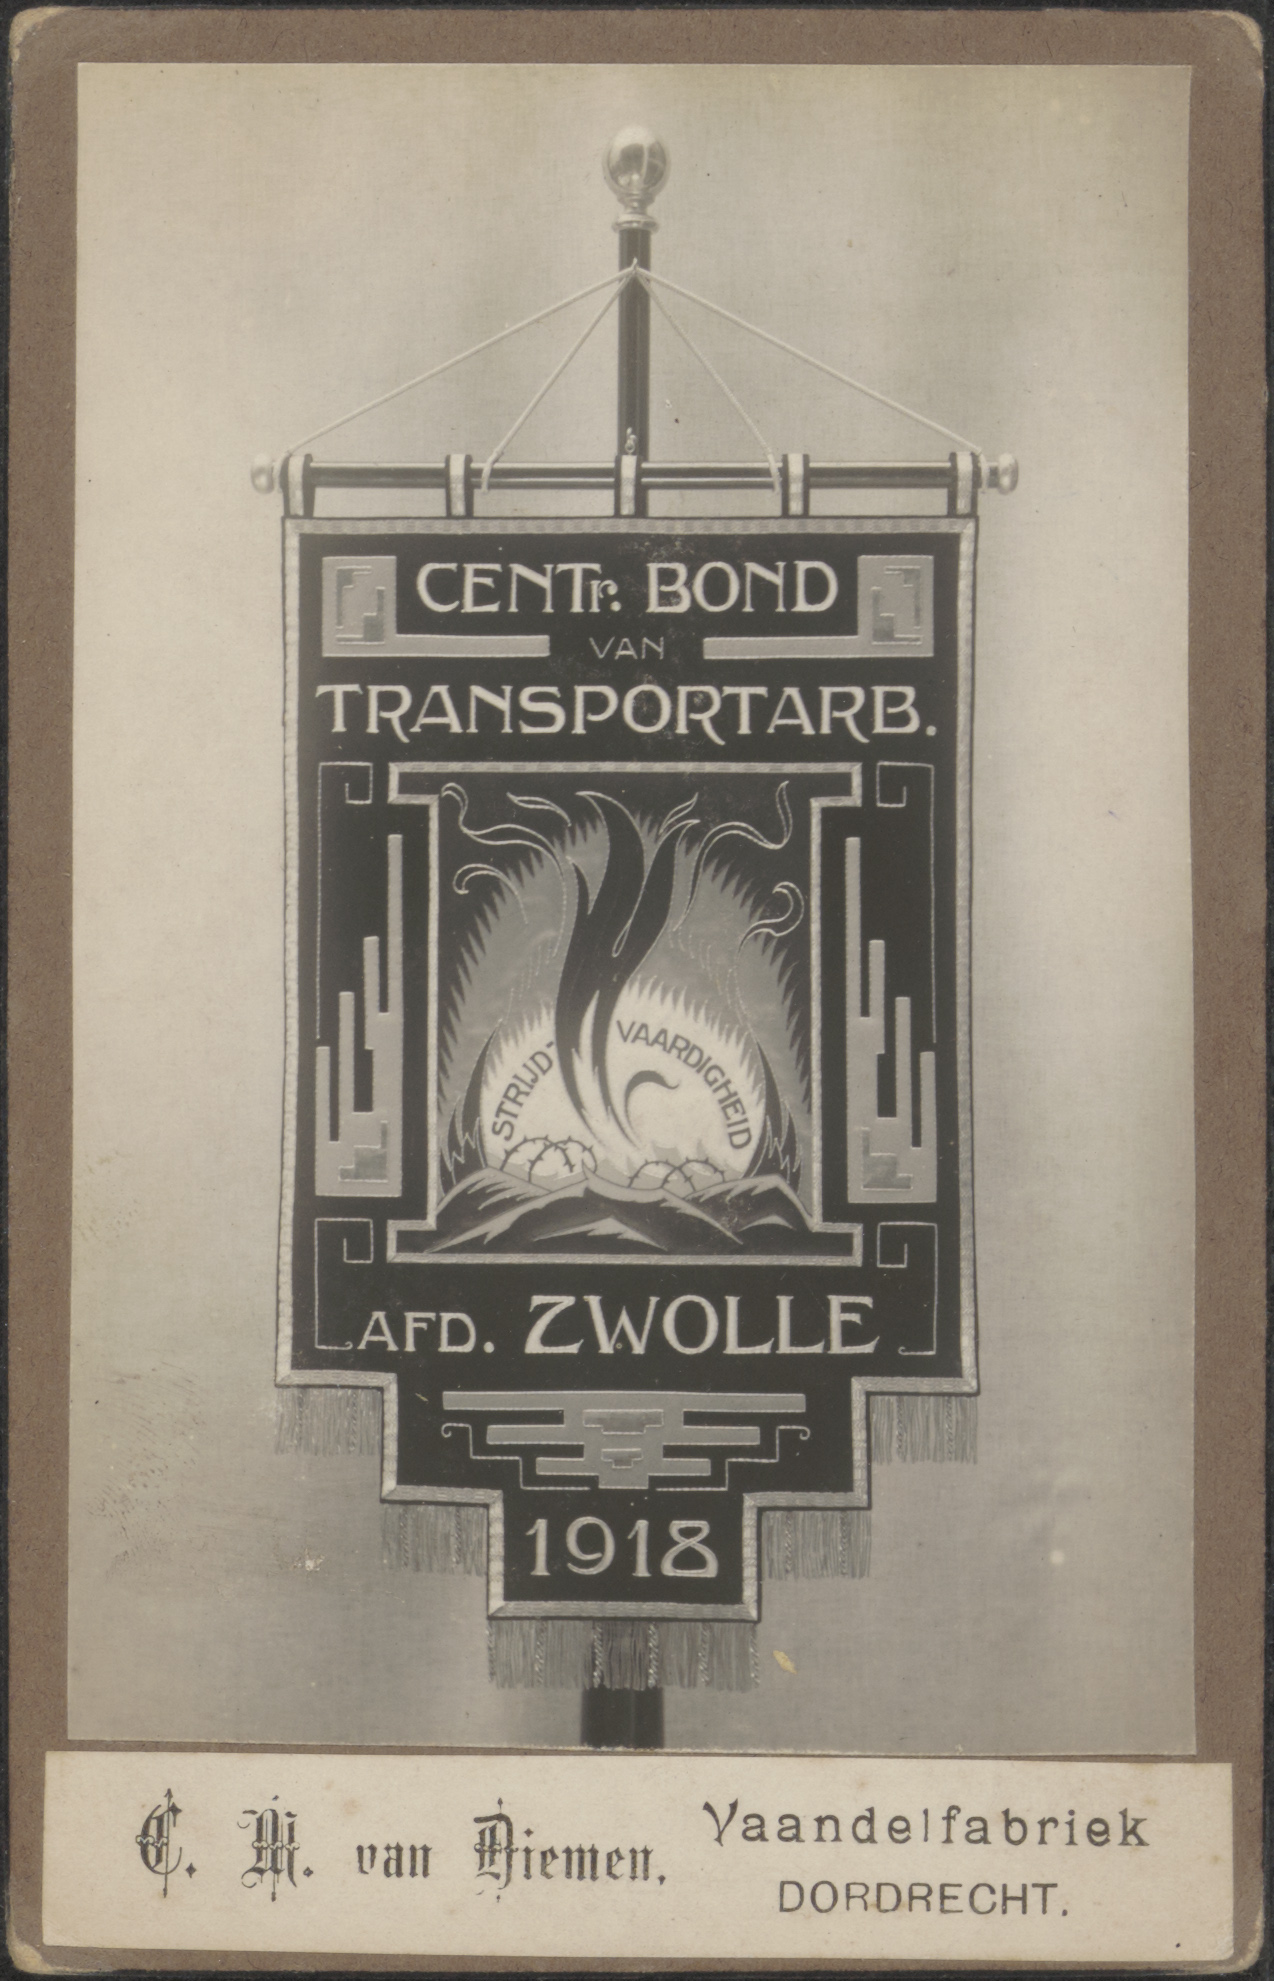 CENTr. BOND
VAN
TRANSPORTARB.
STRIJD-VAARDIGHEID
AFD. ZWOLLE
1918
C. M. van Diemen, Vaandelfabriek
DORDRECHT.